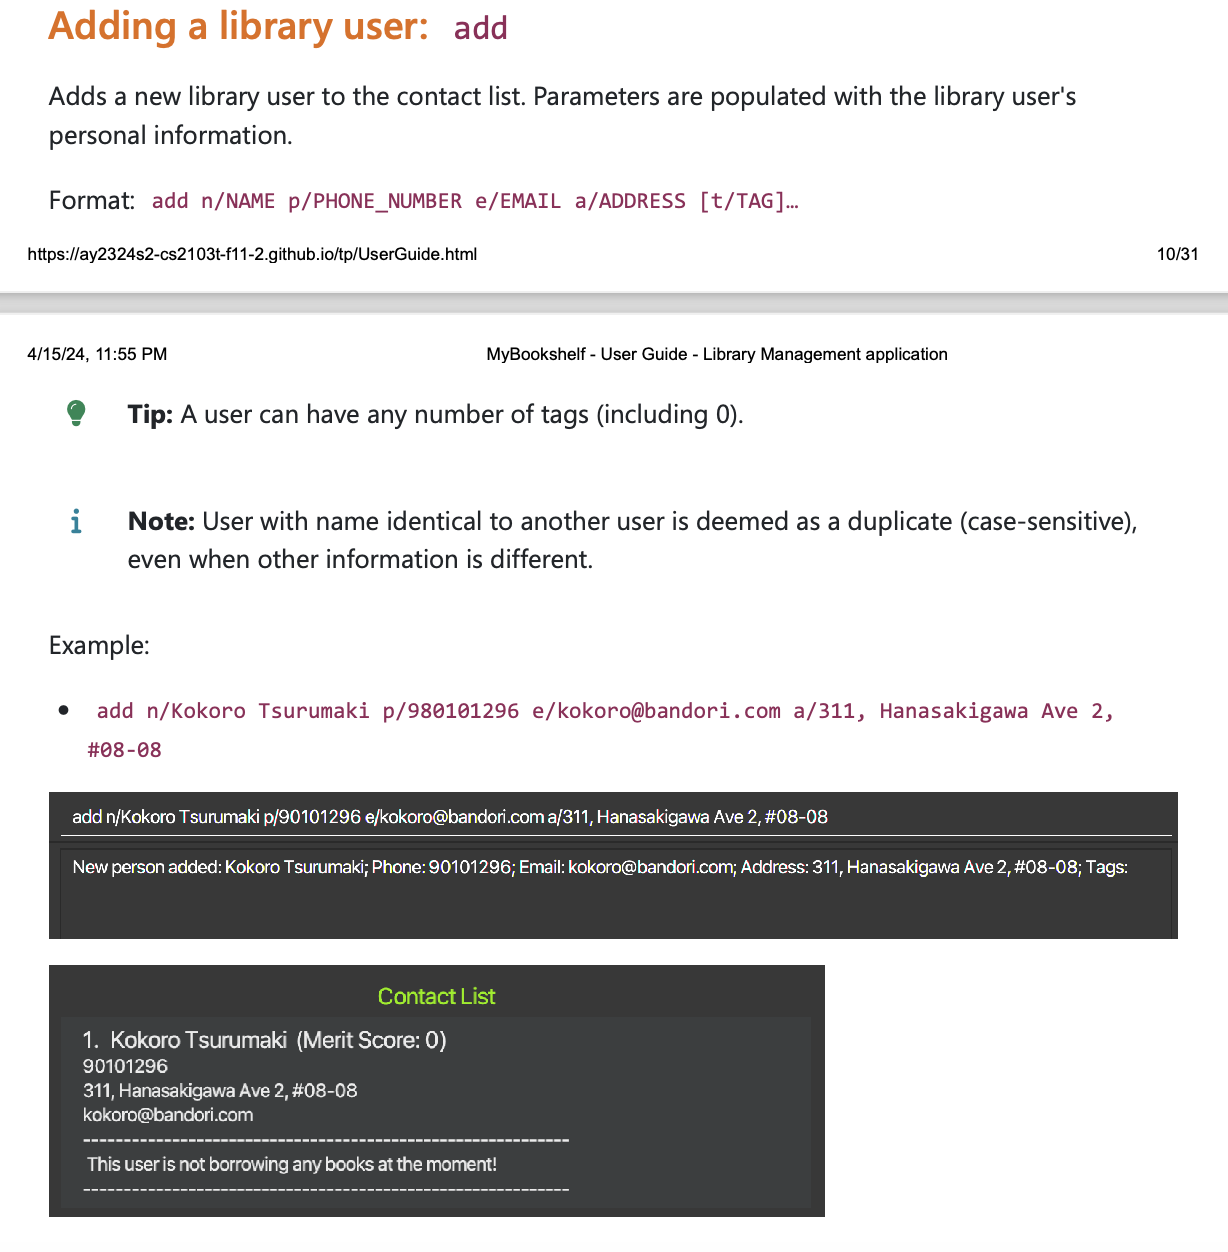 Adding a library user: add
Adds a new library user to the contact list. Parameters are populated with the library user's
personal information.
Format: add n/NAME p/PHONE_NUMBER e/EMAIL a/ADDRESS [t/TAG]…
https://ay2324s2-cs2103t-f11-2.github.io/tp/UserGuide.html 10/31
4/15/24, 11:55 PM MyBookshelf - User Guide - Library Management application
Tip: A user can have any number of tags (including 0).
Note: User with name identical to another user is deemed as a duplicate (case-sensitive),
even when other information is different.
Example:
• add n/Kokoro Tsurumaki p/980101296 e/kokoro@bandori.com a/311, Hanasakigawa Ave 2,
#08-08
add n/Kokoro Tsurumaki p/90101296 e/kokoro@bandori.com a/311, Hanasakigawa Ave 2, #08-08
New person added: Kokoro Tsurumaki; Phone: 90101296; Email: kokoro@bandori.com; Address: 311, Hanasakigawa Ave 2, #08-08; Tags:
Contact List
1. Kokoro Tsurumaki (Merit Score: 0)
90101296
311, Hanasakigawa Ave 2, #08-08
kokoro@bandori.com
------------------------------------------------------------
This user is not borrowing any books at the moment!
------------------------------------------------------------